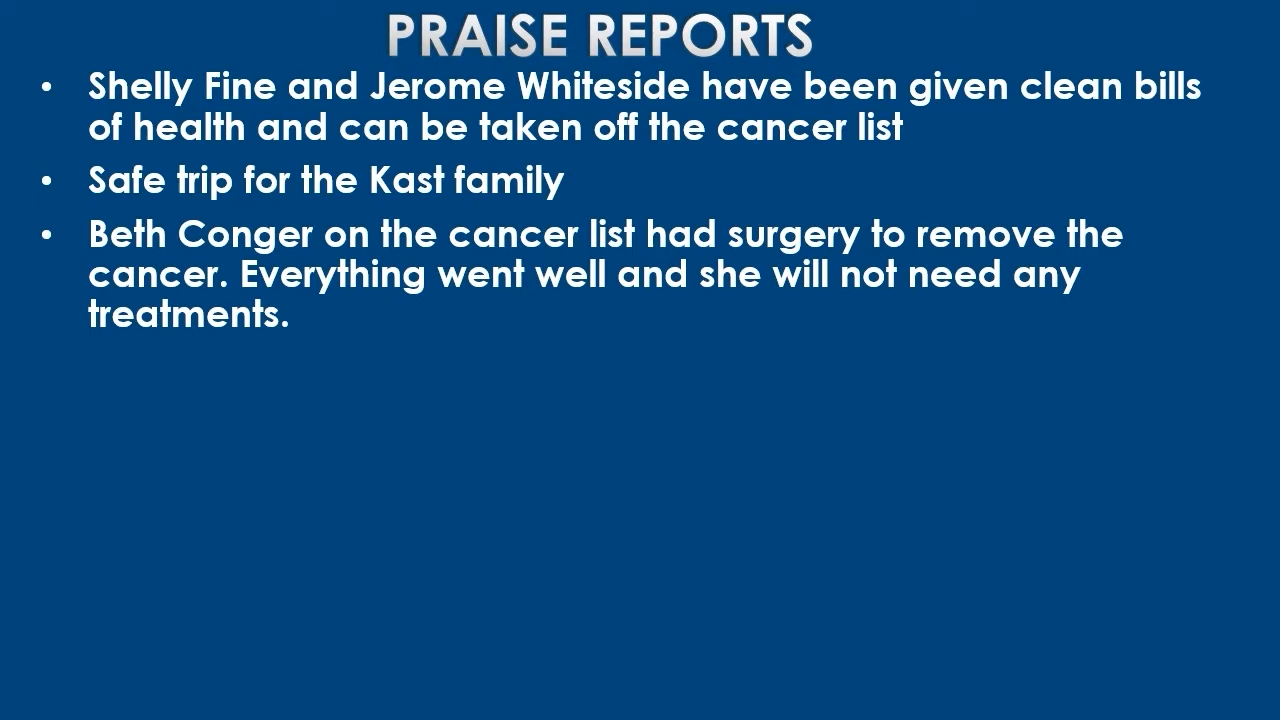 PRAISE REPORTS
• Shelly Fine and Jerome Whiteside have been given clean bills
of health and can be taken off the cancer list
• Safe trip for the Kast family
• Beth Conger on the cancer list had surgery to remove the
cancer. Everything went well and she will not need any
treatments.